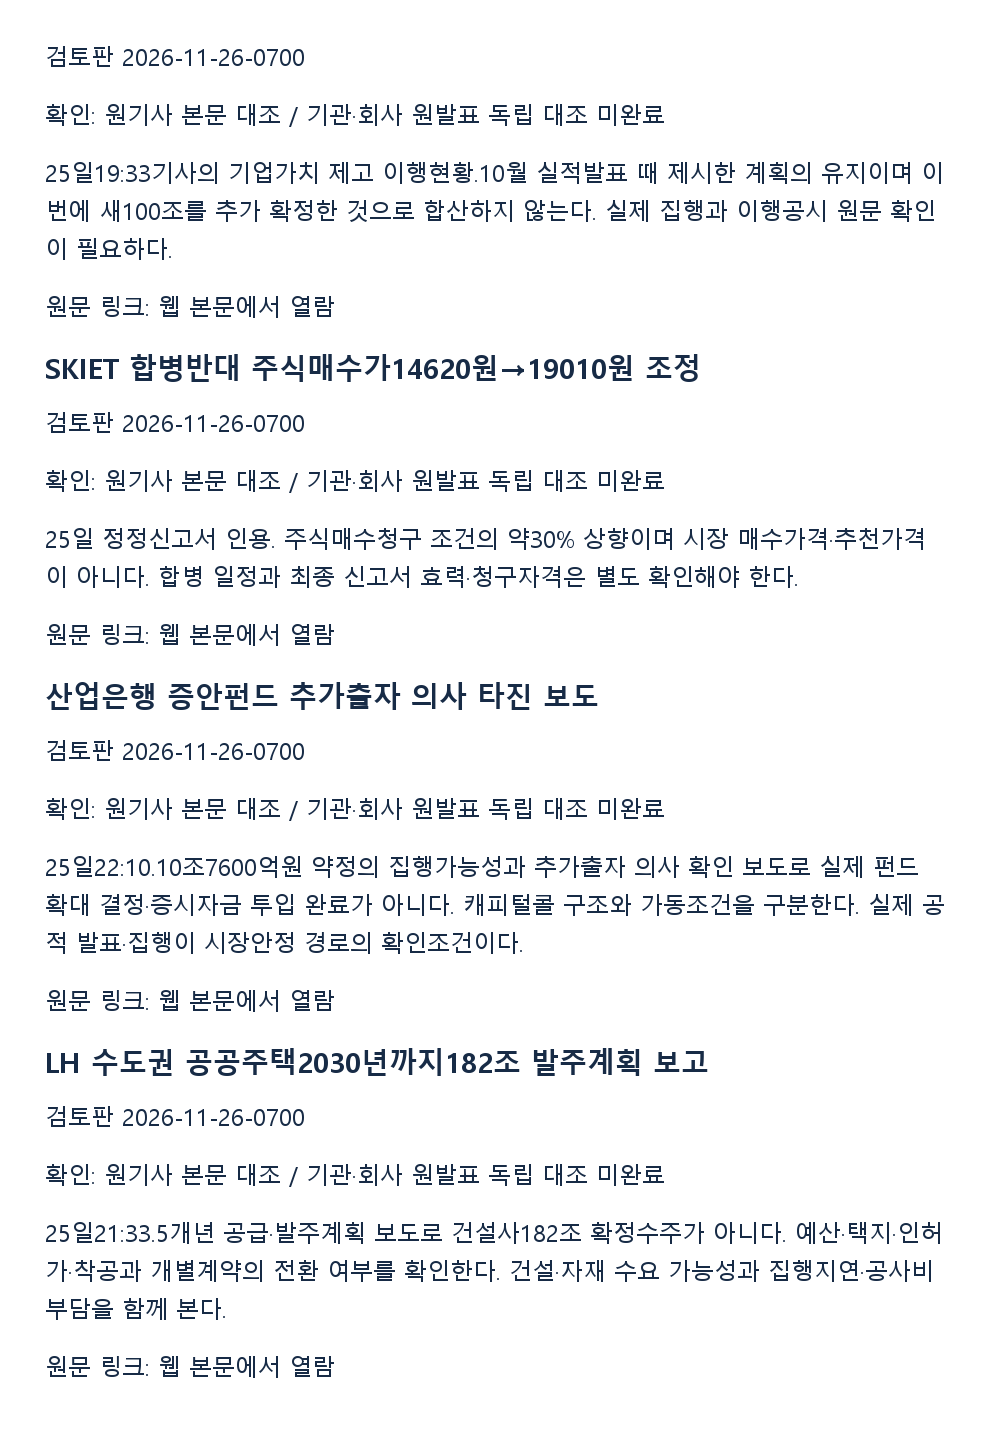 검토판 2026-11-26-0700
확인: 원기사 본문 대조 / 기관·회사 원발표 독립 대조 미완료
25일19:33기사의 기업가치 제고 이행현황.10월 실적발표 때 제시한 계획의 유지이며 이
번에 새100조를 추가 확정한 것으로 합산하지 않는다. 실제 집행과 이행공시 원문 확인
이 필요하다.
원문 링크: 웹 본문에서 열람
SKIET 합병반대 주식매수가14620원→19010원 조정
검토판 2026-11-26-0700
확인: 원기사 본문 대조 / 기관·회사 원발표 독립 대조 미완료
25일 정정신고서 인용. 주식매수청구 조건의 약30% 상향이며 시장 매수가격·추천가격
이 아니다. 합병 일정과 최종 신고서 효력·청구자격은 별도 확인해야 한다.
원문 링크: 웹 본문에서 열람
산업은행 증안펀드 추가출자 의사 타진 보도
검토판 2026-11-26-0700
확인: 원기사 본문 대조 / 기관·회사 원발표 독립 대조 미완료
25일22:10.10조7600억원 약정의 집행가능성과 추가출자 의사 확인 보도로 실제 펀드
확대 결정·증시자금 투입 완료가 아니다. 캐피털콜 구조와 가동조건을 구분한다. 실제 공
적 발표·집행이 시장안정 경로의 확인조건이다.
원문 링크: 웹 본문에서 열람
LH 수도권 공공주택2030년까지182조 발주계획 보고
검토판 2026-11-26-0700
확인: 원기사 본문 대조 / 기관·회사 원발표 독립 대조 미완료
25일21:33.5개년 공급·발주계획 보도로 건설사182조 확정수주가 아니다. 예산·택지·인허
가·착공과 개별계약의 전환 여부를 확인한다. 건설·자재 수요 가능성과 집행지연·공사비
부담을 함께 본다.
원문 링크: 웹 본문에서 열람